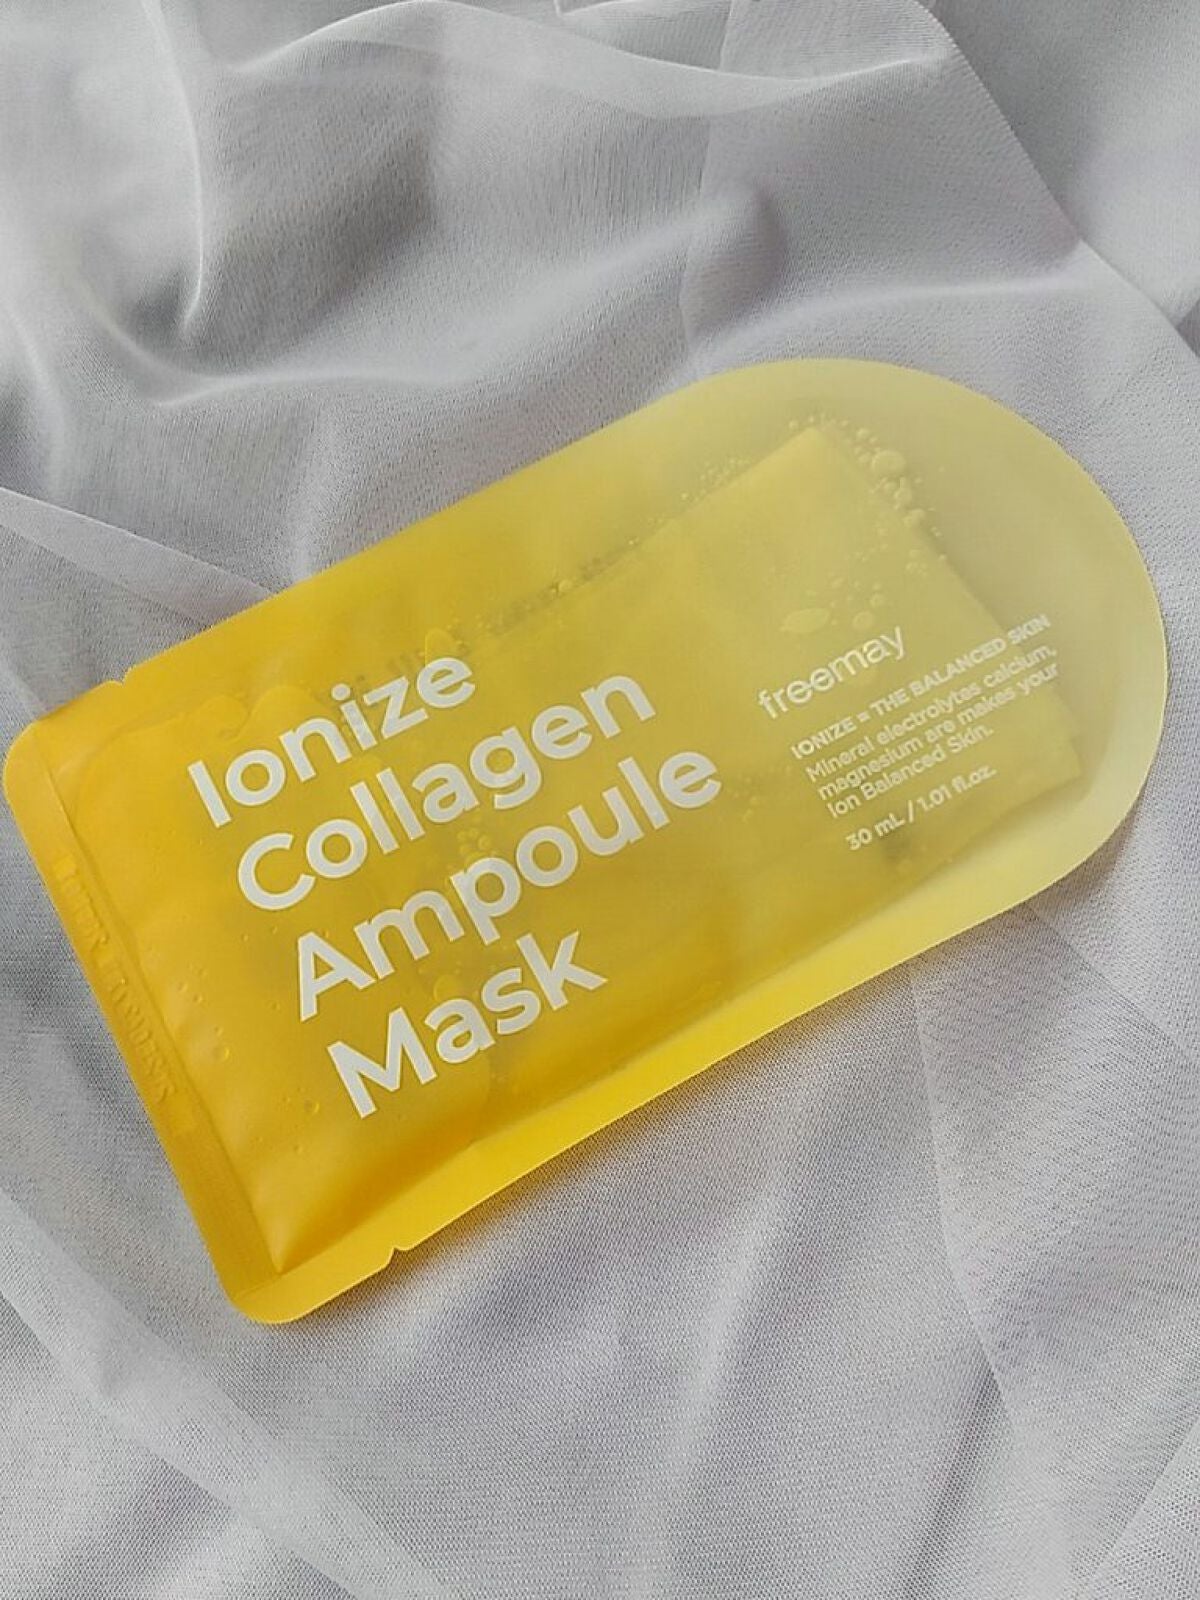 Ionize
Collagen
Ampoule
Mask
freemay
IONIZE = THE BALANCED SKIN
Mineral electrolytes calcium,
magnesium are makes your
Ion Balanced Skin.
30 mL / 1.01 fl.oz.